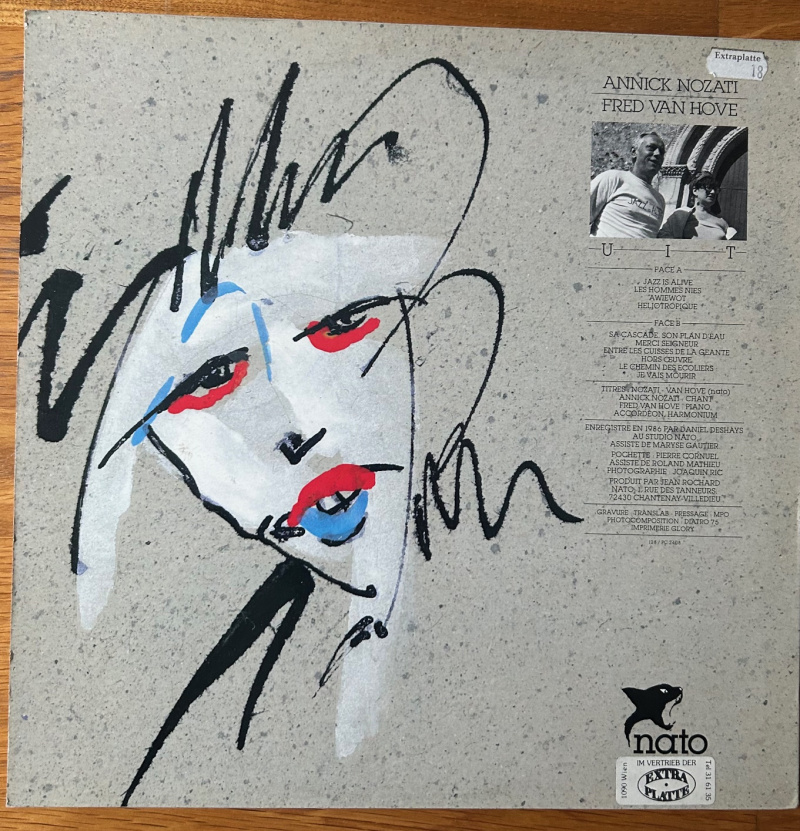 Extraplatte
18
ANNICK NOZATI
FRED VAN HOVE
JAZZ
U I T
FACE A
JAZZ IS ALIVE
LES HOMMES NIES
AWIEWOT
HELIOTROPIQUE
FACE B
SA CASCADE, SON PLAN D'EAU
MERCI SEIGNEUR
ENTRE LES CUISSES DE LA GEANTE
HORS ŒUVRE
LE CHEMIN DES ECOLIERS
JE VAIS MOURIR
TITRES : NOZATI - VAN HOVE (nato)
ANNICK NOZATI : CHANT
FRED VAN HOVE : PIANO,
ACCORDEON, HARMONIUM
ENREGISTRE EN 1986 PAR DANIEL DESHAYS
AU STUDIO NATO,
ASSISTE DE MARYSE GAUTIER
POCHETTE : PIERRE CORNUEL
ASSISTE DE ROLAND MATHIEU
PHOTOGRAPHIE : JOAQUIN RIC
PRODUIT PAR JEAN ROCHARD
NATO, 1, RUE DES TANNEURS,
72430 CHANTENAY-VILLEDIEU
GRAVURE : TRANSLAB - PRESSAGE : MPO
PHOTOCOMPOSITION : DIATRO 75
IMPRIMERIE GLORY
nato
IM VERTRIEB DER
EXTRA
PLATTE
1090 Wien
Tel 31 61 35